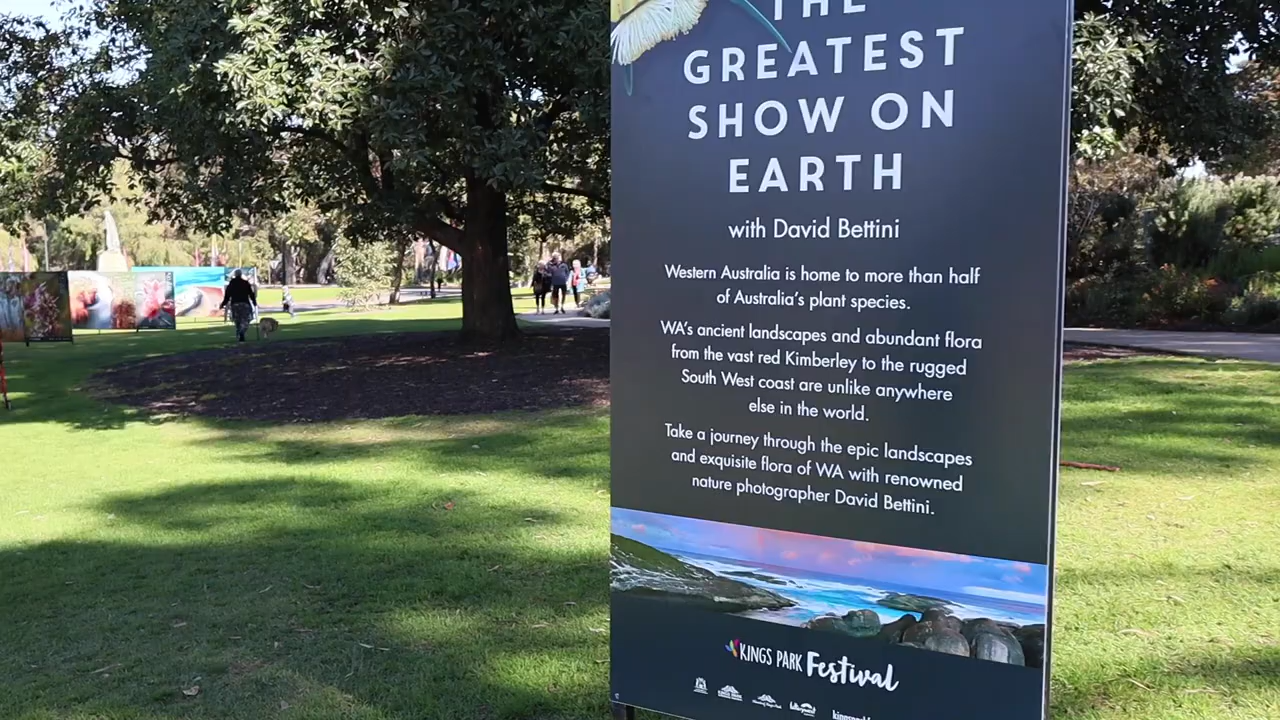 THE
GREATEST
SHOW ON
EARTH
with David Bettini
Western Australia is home to more than half
of Australia's plant species.
WA's ancient landscapes and abundant flora
from the vast red Kimberley to the rugged
South West coast are unlike anywhere
else in the world.
Take a journey through the epic landscapes
and exquisite flora of WA with renowned
nature photographer David Bettini.
KINGS PARK Festival